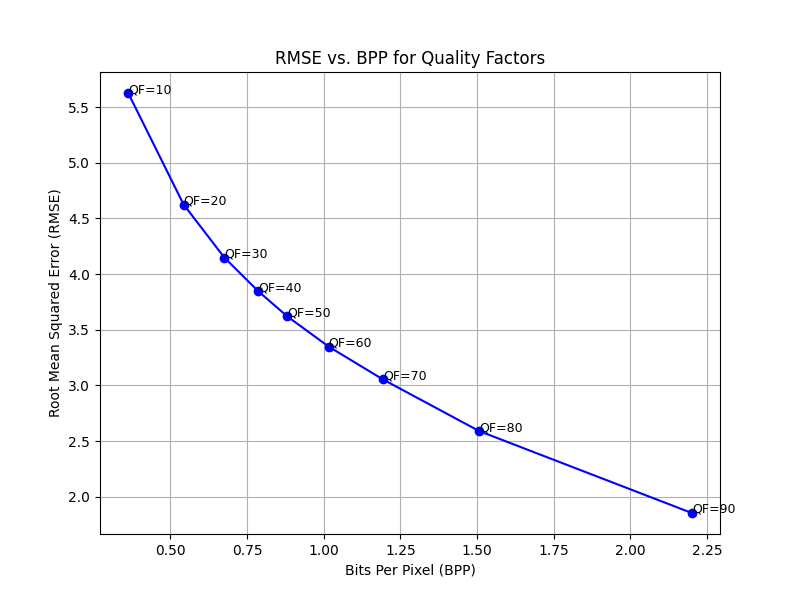 RMSE vs. BPP for Quality Factors
Root Mean Squared Error (RMSE)
5.5
5.0
4.5
4.0
3.5
3.0
2.5
2.0
QF=10
QF=20
QF=30
QF=40
QF=50
QF=60
QF=70
QF=80
QF=90
0.50 0.75 1.00 1.25 1.50 1.75 2.00 2.25
Bits Per Pixel (BPP)